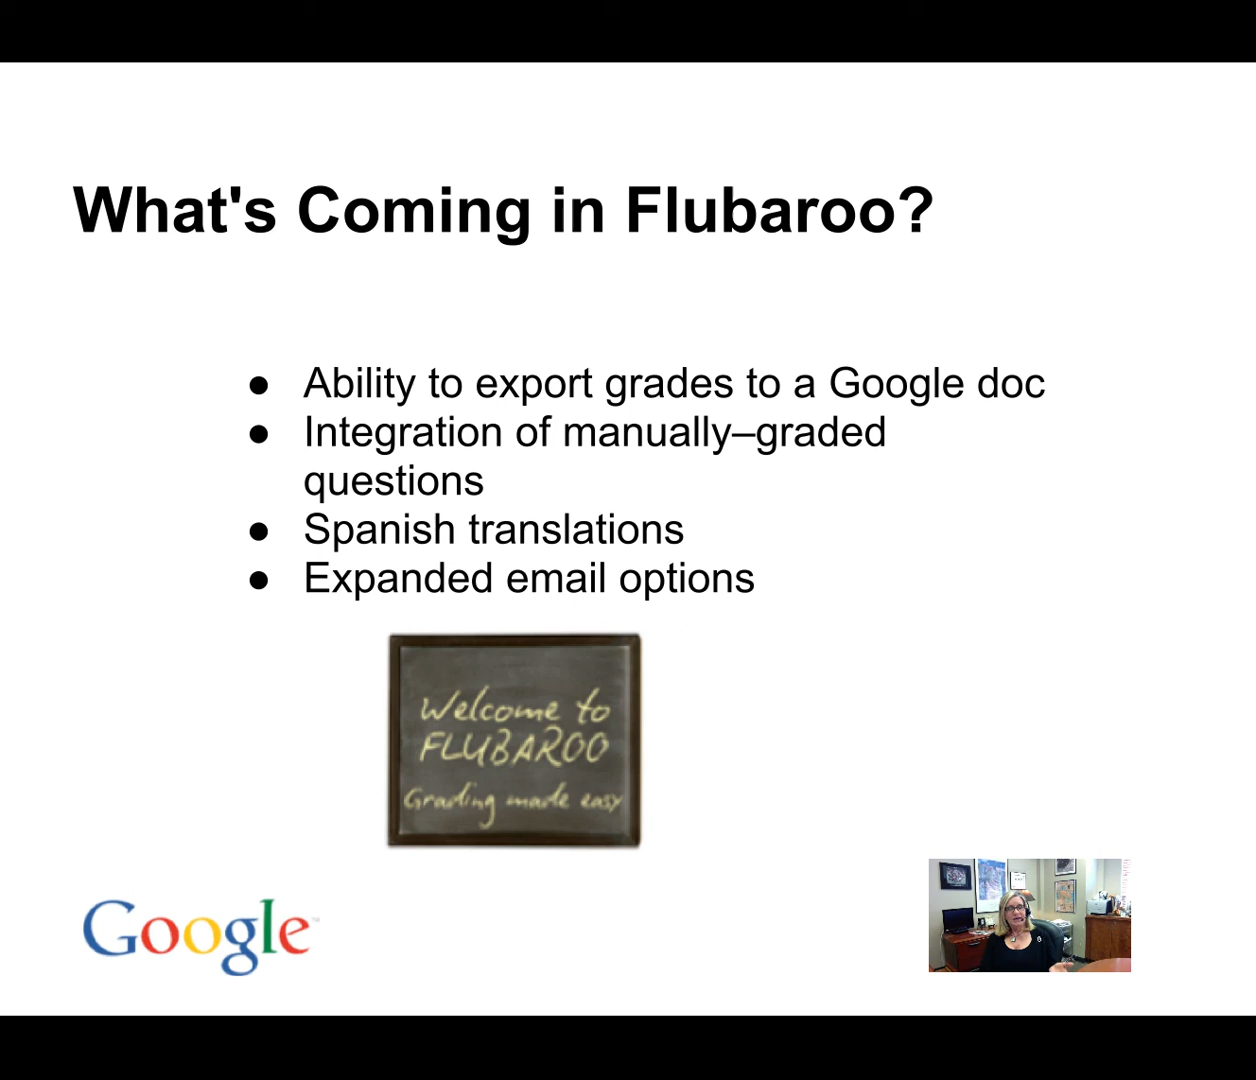 What's Coming in Flubaroo?
● Ability to export grades to a Google doc
● Integration of manually–graded
questions
● Spanish translations
● Expanded email options
Welcome to
FLUBAROO
Grading made easy
Google™